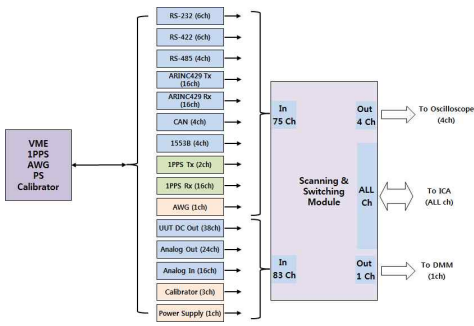 VME
1PPS
AWG
PS
Calibrator
RS-232 (6ch)
RS-422 (6ch)
RS-485 (4ch)
ARINC429 Tx
(16ch)
ARINC429 Rx
(16ch)
CAN (4ch)
1553B (4ch)
1PPS Tx (2ch)
1PPS Rx (16ch)
AWG (1ch)
UUT DC Out (38ch)
Analog Out (24ch)
Analog In (16ch)
Calibrator (3ch)
Power Supply (1ch)
In
75 Ch
In
83 Ch
Scanning &
Switching
Module
Out
4 Ch
ALL
Ch
Out
1 Ch
To Oscilloscope
(4ch)
To ICA
(ALL ch)
To DMM
(1ch)